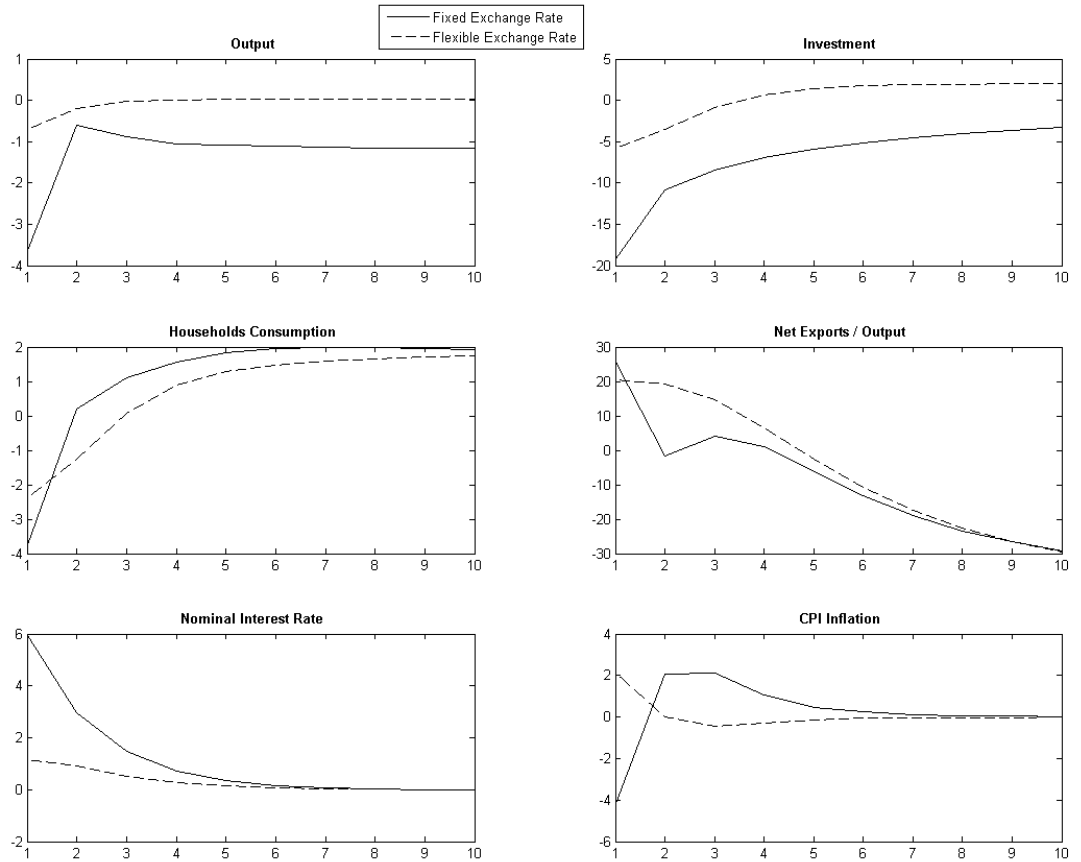 Fixed Exchange Rate
Flexible Exchange Rate
Output
1
0
-1
-2
-3
-4
1 2 3 4 5 6 7 8 9 10
Investment
5
0
-5
-10
-15
-20
1 2 3 4 5 6 7 8 9 10
Households Consumption
2
1
0
-1
-2
-3
-4
1 2 3 4 5 6 7 8 9 10
Net Exports / Output
30
20
10
0
-10
-20
-30
1 2 3 4 5 6 7 8 9 10
Nominal Interest Rate
6
4
2
0
-2
1 2 3 4 5 6 7 8 9 10
CPI Inflation
4
2
0
-2
-4
-6
1 2 3 4 5 6 7 8 9 10